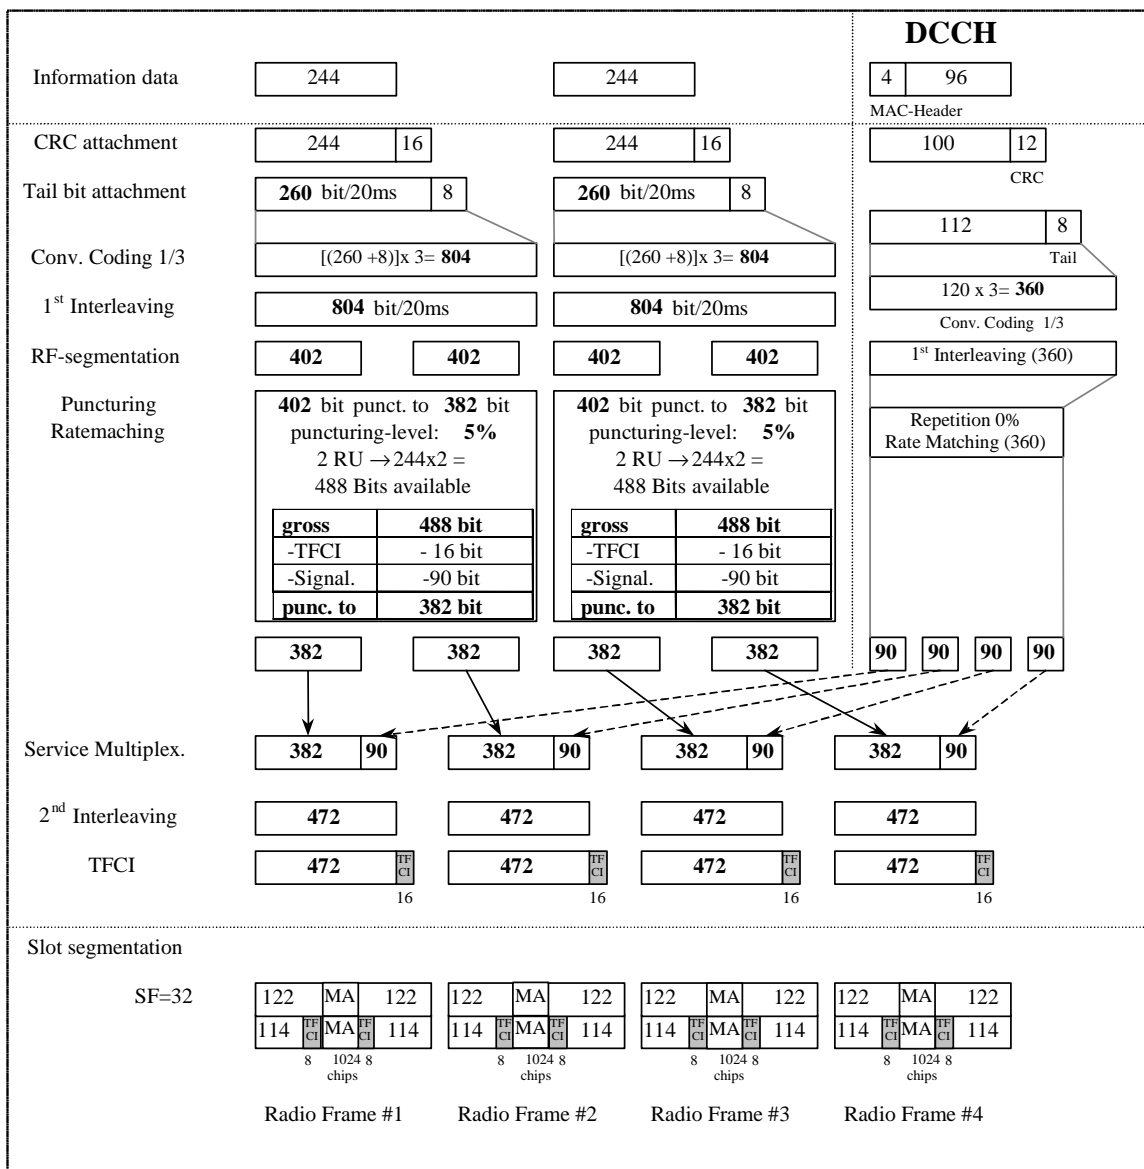 DCCH
Information data 244 244 4 96
MAC-Header
CRC attachment 244 16 244 16 100 12
CRC
Tail bit attachment 260 bit/20ms 8 260 bit/20ms 8
112 8
Tail
Conv. Coding 1/3 [(260 +8)]x 3= 804 [(260 +8)]x 3= 804
120 x 3= 360
Conv. Coding 1/3
1st Interleaving 804 bit/20ms 804 bit/20ms
RF-segmentation 402 402 402 402 1st Interleaving (360)
Puncturing
Ratemaching
402 bit punct. to 382 bit
puncturing-level: 5%
2 RU →244x2 =
488 Bits available
gross 488 bit
-TFCI - 16 bit
-Signal. -90 bit
punc. to 382 bit
402 bit punct. to 382 bit
puncturing-level: 5%
2 RU →244x2 =
488 Bits available
gross 488 bit
-TFCI - 16 bit
-Signal. -90 bit
punc. to 382 bit
Repetition 0%
Rate Matching (360)
382 382 382 382 90 90 90 90
Service Multiplex. 382 90 382 90 382 90 382 90
2nd Interleaving 472 472 472 472
TFCI 472 TF CI 472 TF CI 472 TF CI 472 TF CI
16 16 16 16
Slot segmentation
SF=32 122 MA 122 122 MA 122 122 MA 122 122 MA 122
114 TF CI MA TF CI 114 114 TF CI MA TF CI 114 114 TF CI MA TF CI 114 114 TF CI MA TF CI 114
8 1024 8 8 1024 8 8 1024 8 8 1024 8
chips chips chips chips
Radio Frame #1 Radio Frame #2 Radio Frame #3 Radio Frame #4